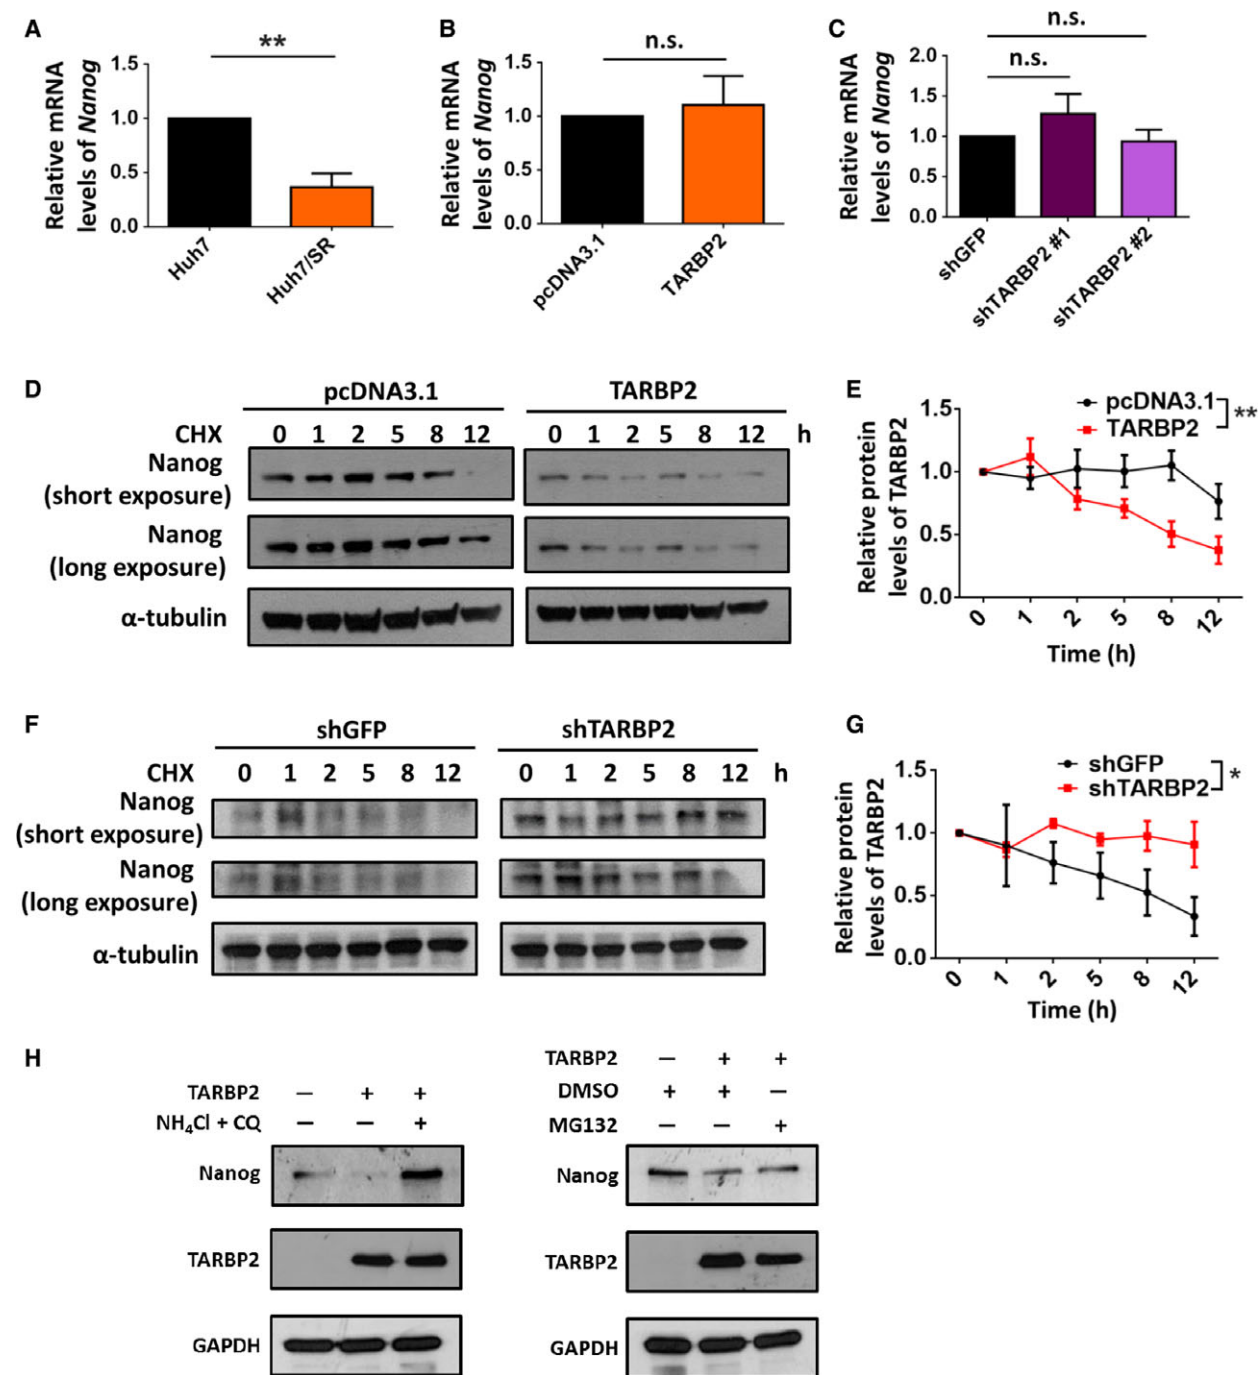 A
Relative mRNA
levels of Nanog
1.5
1.0
0.5
0.0
**
Huh7
Huh7/SR
B
Relative mRNA
levels of Nanog
1.5
1.0
0.5
0.0
n.s.
pcDNA3.1
TARBP2
C
Relative mRNA
levels of Nanog
2.0
1.5
1.0
0.5
0.0
n.s.
n.s.
shGFP
shTARBP2 #1
shTARBP2 #2
D
pcDNA3.1 TARBP2
CHX 0 1 2 5 8 12 0 1 2 5 8 12 h
Nanog
(short exposure)
Nanog
(long exposure)
α-tubulin
E
Relative protein
levels of TARBP2
1.5
1.0
0.5
0.0
pcDNA3.1
TARBP2
**
0 1 2 5 8 12
Time (h)
F
shGFP shTARBP2
CHX 0 1 2 5 8 12 0 1 2 5 8 12 h
Nanog
(short exposure)
Nanog
(long exposure)
α-tubulin
G
Relative protein
levels of TARBP2
1.5
1.0
0.5
0.0
shGFP
shTARBP2
*
0 1 2 5 8 12
Time (h)
H
TARBP2 − + +
NH₄Cl + CQ − − +
Nanog
TARBP2
GAPDH
TARBP2 − + +
DMSO + + −
MG132 − − +
Nanog
TARBP2
GAPDH